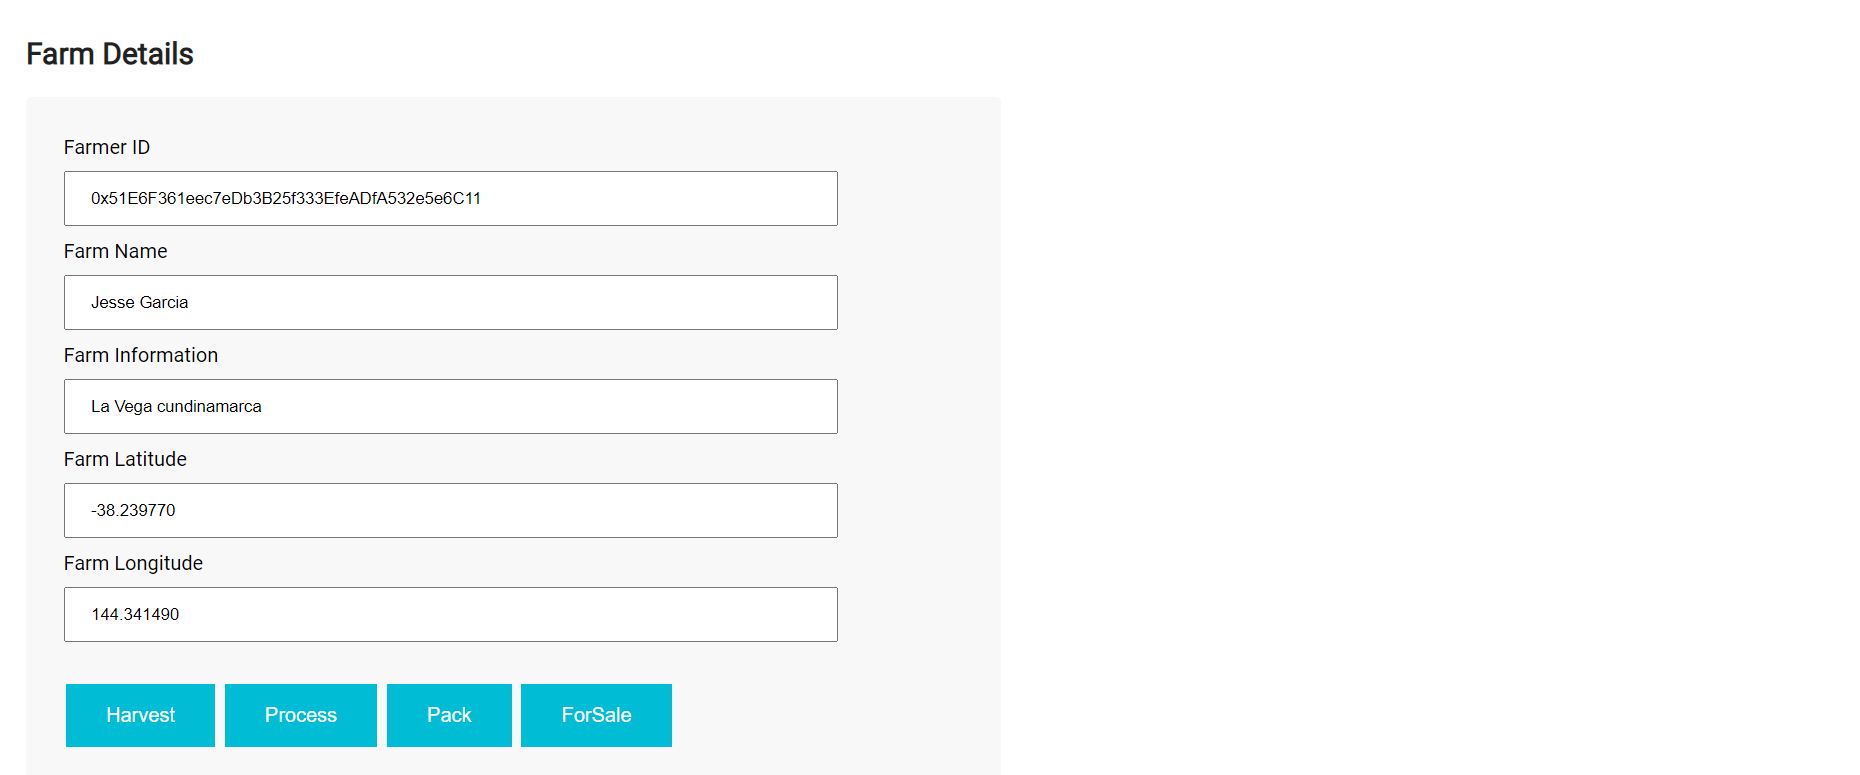 Farm Details
Farmer ID
0x51E6F361eec7eDb3B25f333EfeADfA532e5e6C11
Farm Name
Jesse Garcia
Farm Information
La Vega cundinamarca
Farm Latitude
-38.239770
Farm Longitude
144.341490
Harvest Process Pack ForSale